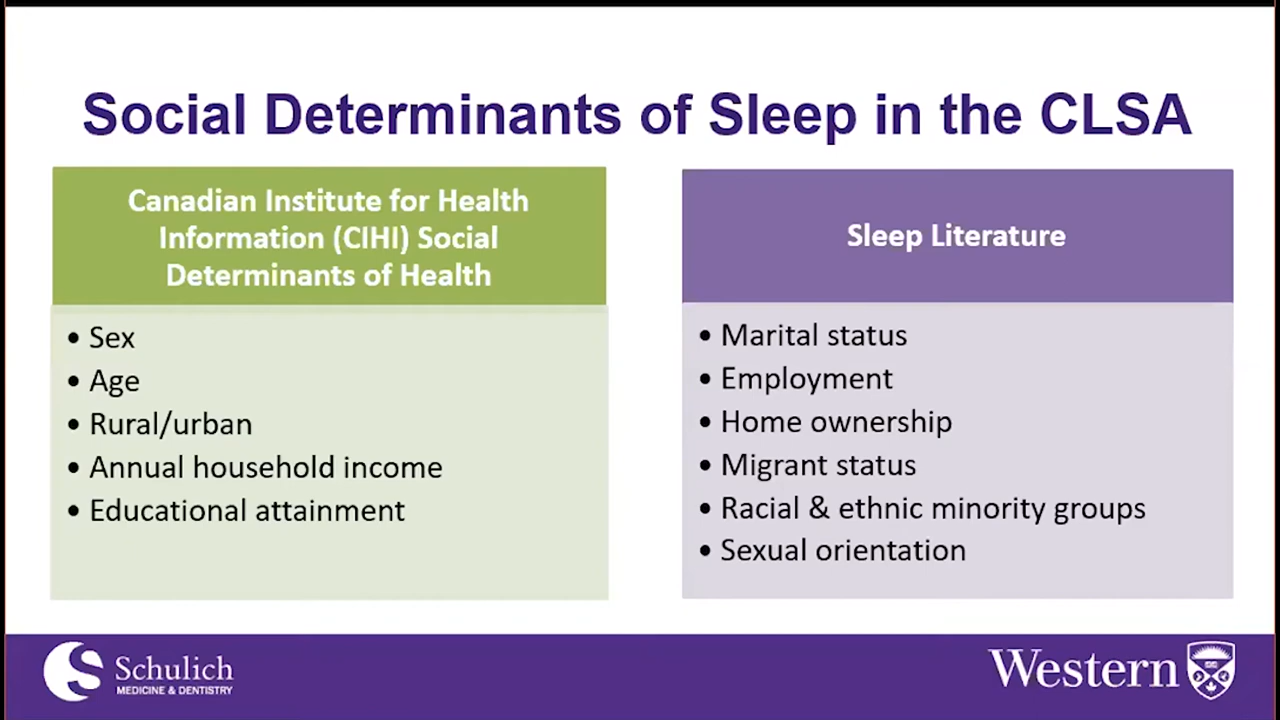 Social Determinants of Sleep in the CLSA
Canadian Institute for Health
Information (CIHI) Social
Determinants of Health
• Sex
• Age
• Rural/urban
• Annual household income
• Educational attainment
Sleep Literature
• Marital status
• Employment
• Home ownership
• Migrant status
• Racial & ethnic minority groups
• Sexual orientation
Schulich
MEDICINE & DENTISTRY
Western